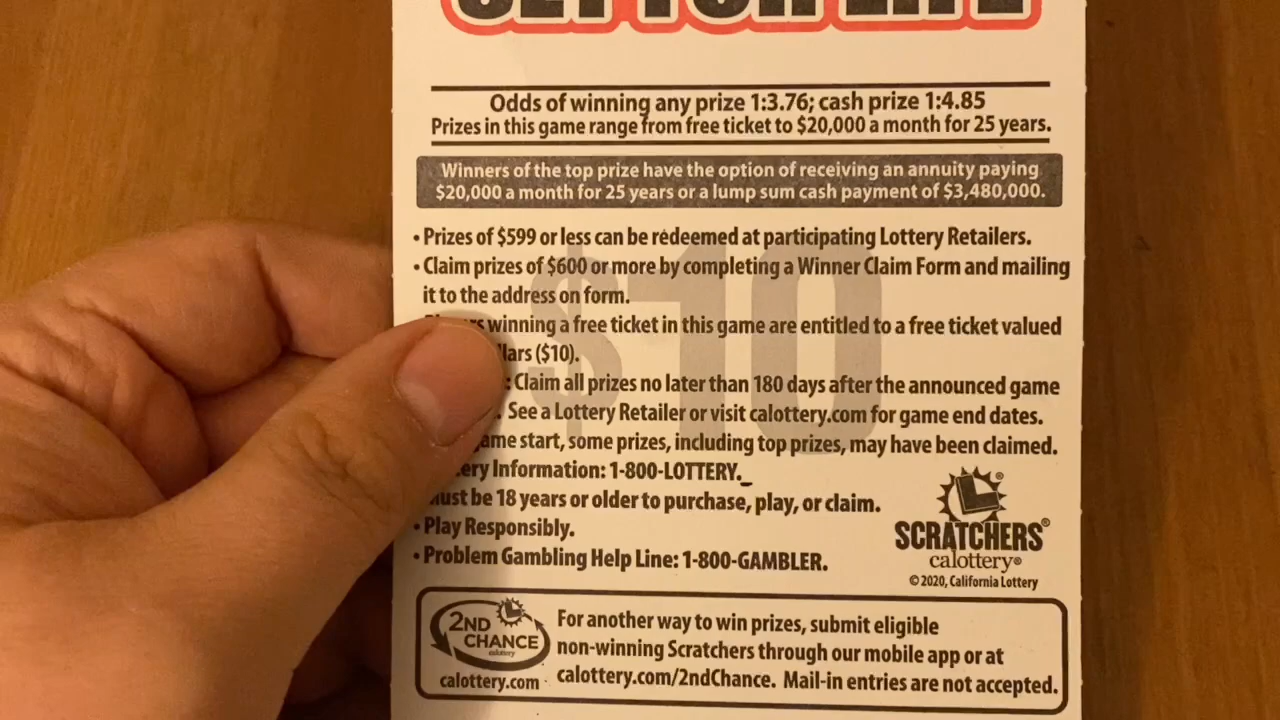 Odds of winning any prize 1:3.76; cash prize 1:4.85
Prizes in this game range from free ticket to $20,000 a month for 25 years.
Winners of the top prize have the option of receiving an annuity paying
$20,000 a month for 25 years or a lump sum cash payment of $3,480,000.
• Prizes of $599 or less can be redeemed at participating Lottery Retailers.
• Claim prizes of $600 or more by completing a Winner Claim Form and mailing
it to the address on form.
winning a free ticket in this game are entitled to a free ticket valued
($10).
: Claim all prizes no later than 180 days after the announced game
. See a Lottery Retailer or visit calottery.com for game end dates.
start, some prizes, including top prizes, may have been claimed.
Information: 1-800-LOTTERY.
be 18 years or older to purchase, play, or claim.
• Play Responsibly.
• Problem Gambling Help Line: 1-800-GAMBLER.
$10
SCRATCHERS®
calottery®
© 2020, California Lottery
2ND
CHANCE
calottery
calottery.com
For another way to win prizes, submit eligible
non-winning Scratchers through our mobile app or at
calottery.com/2ndChance. Mail-in entries are not accepted.